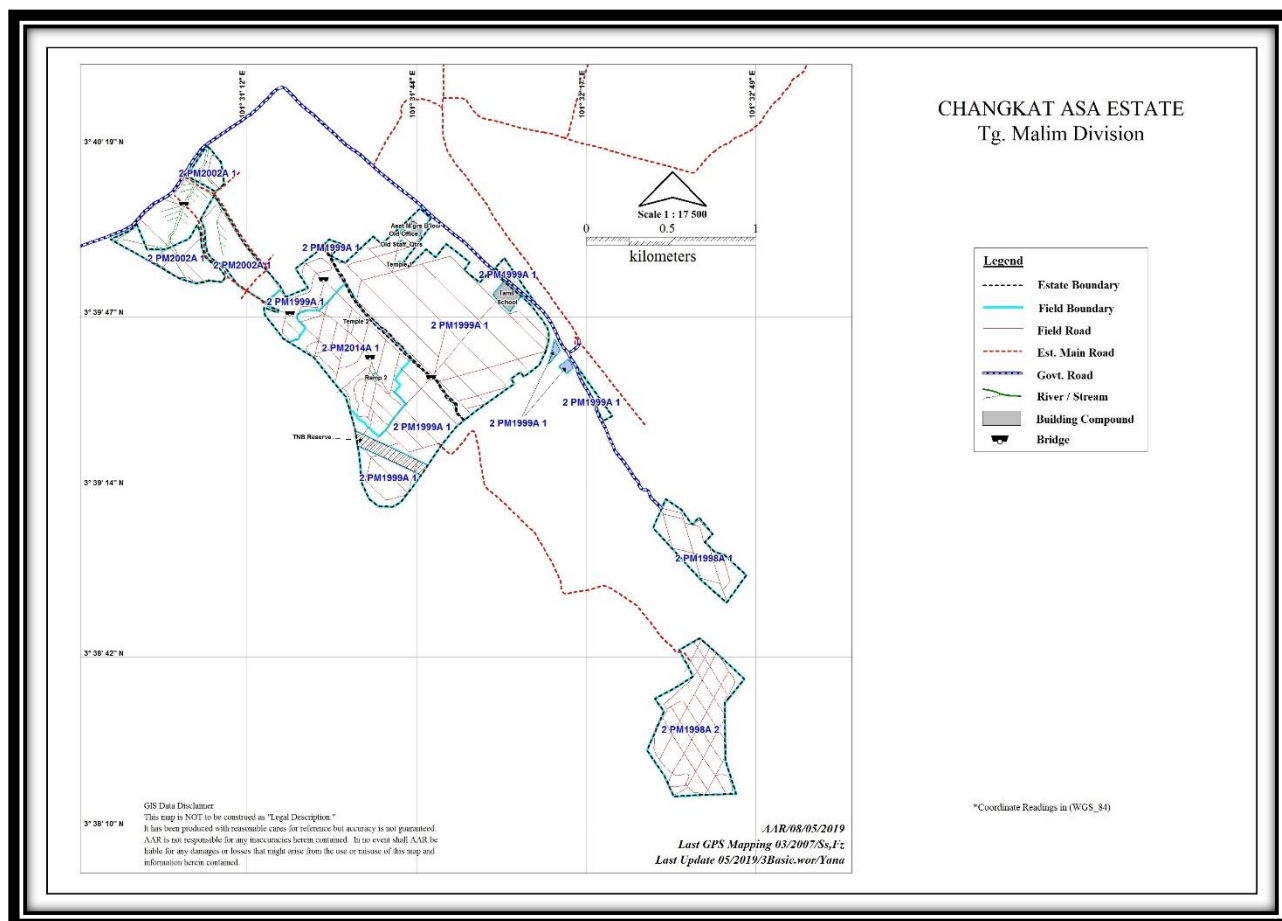 CHANGKAT ASA ESTATE
Tg. Malim Division
101° 31' 12" E
101° 31' 44" E
101° 32' 17" E
101° 32' 49" E
3° 40' 19" N
3° 39' 47" N
3° 39' 14" N
3° 38' 42" N
3° 38' 10" N
Scale 1 : 17 500
0 0.5 1
kilometers
2 PM2002A 1
2 PM2002A 1
2 PM2002A 1
Old Office
Old Staff Qtrs
Temple
2 PM1999A 1
2 PM1999A 1
Tamil
School
2 PM1999A 1
Temple 2
2 PM1999A 1
2 PM2014A 1
Ramp 2
2 PM1999A 1
2 PM1999A 1
2 PM1999A 1
TNB Reserve
2 PM1999A 1
2 PM1998A 1
2 PM1998A 2
Legend
Estate Boundary
Field Boundary
Field Road
Est. Main Road
Govt. Road
River / Stream
Building Compound
Bridge
*Coordinate Readings in (WGS_84)
GIS Data Disclaimer
This map is NOT to be construed as "Legal Description."
It has been produced with reasonable cares for reference but accuracy is not guaranteed.
AAR is not responsible for any inaccuracies herein contained. In no event shall AAR be
liable for any damages or losses that might arise from the use or misuse of this map and
information herein contained.
AAR/08/05/2019
Last GPS Mapping 03/2007/Ss,Fz
Last Update 05/2019/3Basic.wor/Yana